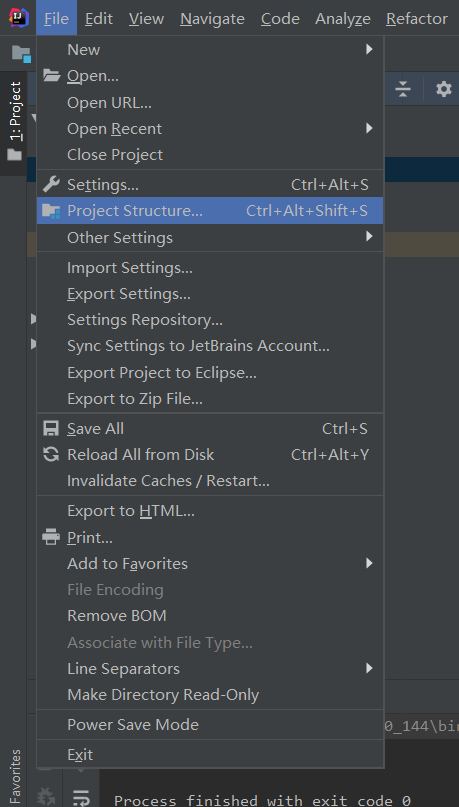 File Edit View Navigate Code Analyze Refactor
New
Open...
Open URL...
Open Recent
Close Project
1: Project
Settings... Ctrl+Alt+S
Project Structure... Ctrl+Alt+Shift+S
Other Settings
Import Settings...
Export Settings...
Settings Repository...
Sync Settings to JetBrains Account...
Export Project to Eclipse...
Export to Zip File...
Save All Ctrl+S
Reload All from Disk Ctrl+Alt+Y
Invalidate Caches / Restart...
Export to HTML...
Print...
Add to Favorites
File Encoding
Remove BOM
Associate with File Type...
Line Separators
Make Directory Read-Only
Power Save Mode
0_144\bin
Exit
Favorites
Process finished with exit code 0